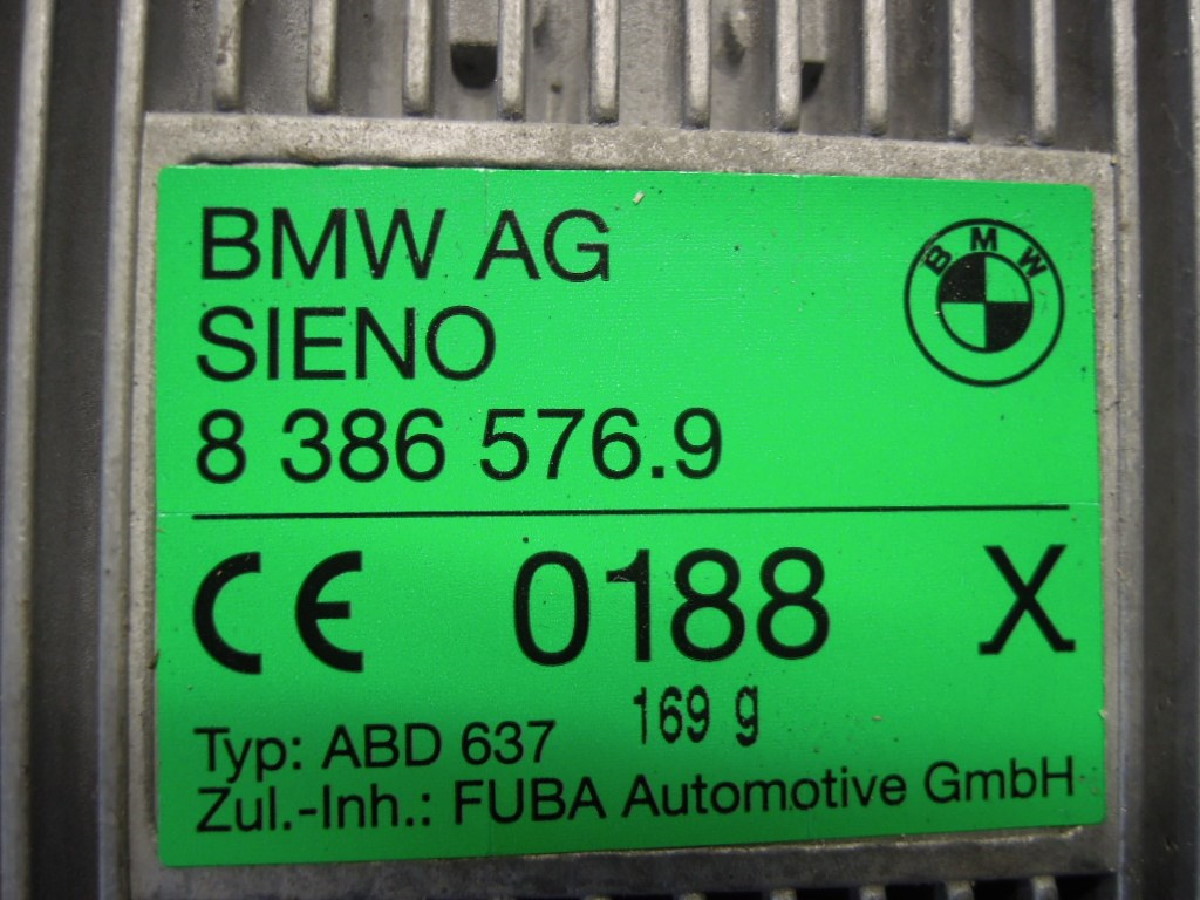 BMW AG
BMW
SIENO
8 386 576.9
CE 0188 X
169 g
Typ: ABD 637
Zul.-Inh.: FUBA Automotive GmbH